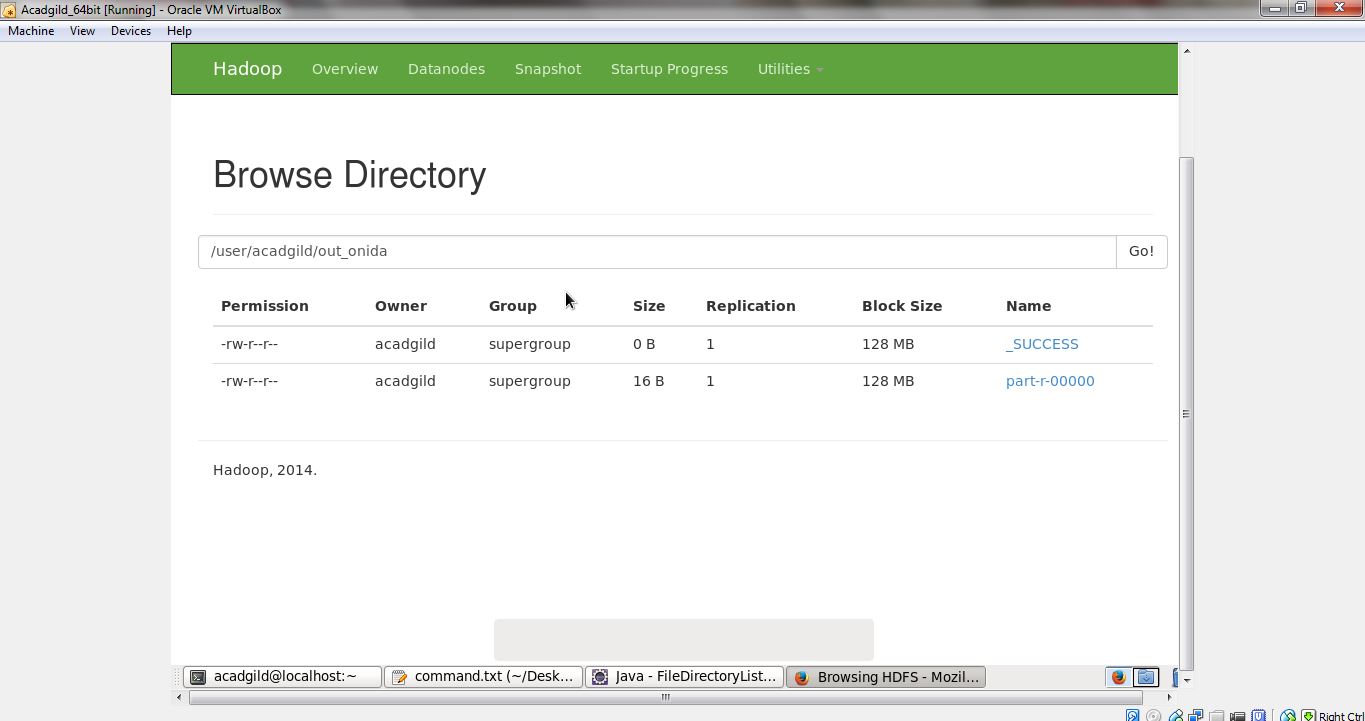 Acadgild_64bit [Running] - Oracle VM VirtualBox
Machine View Devices Help
Hadoop Overview Datanodes Snapshot Startup Progress Utilities
Browse Directory
/user/acadgild/out_onida Go!
Permission Owner Group Size Replication Block Size Name
-rw-r--r-- acadgild supergroup 0 B 1 128 MB _SUCCESS
-rw-r--r-- acadgild supergroup 16 B 1 128 MB part-r-00000
Hadoop, 2014.
acadgild@localhost:~ command.txt (~/Desk... Java - FileDirectoryList... Browsing HDFS - Mozil...
Right Ctrl